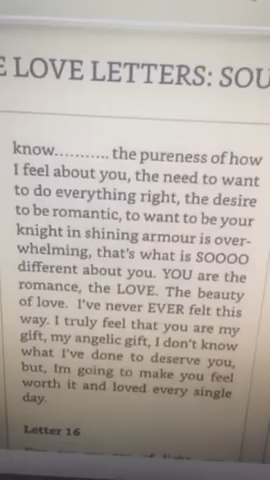 E LOVE LETTERS: SOU
know........... the pureness of how
I feel about you, the need to want
to do everything right, the desire
to be romantic, to want to be your
knight in shining armour is over-
whelming, that's what is SOOOO
different about you. YOU are the
romance, the LOVE. The beauty
of love. I've never EVER felt this
way. I truly feel that you are my
gift, my angelic gift, I don't know
what I've done to deserve you,
but, Im going to make you feel
worth it and loved every single
day.
Letter 16